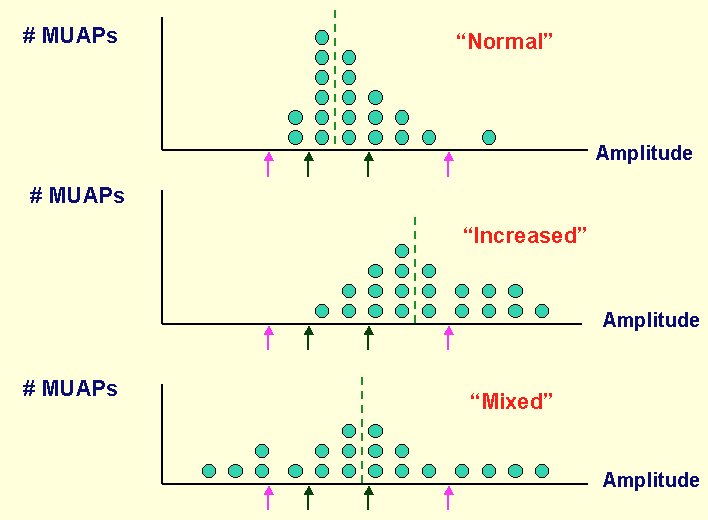 # MUAPs
“Normal”
Amplitude
# MUAPs
“Increased”
Amplitude
# MUAPs
“Mixed”
Amplitude